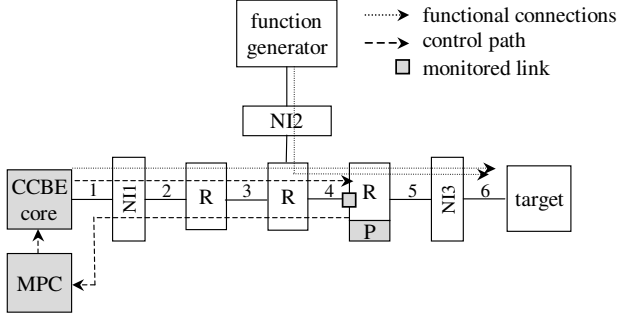 function
generator
functional connections
control path
monitored link
NI2
CCBE
core
1
NI1
2
R
3
R
4
R
P
5
NI3
6
target
MPC